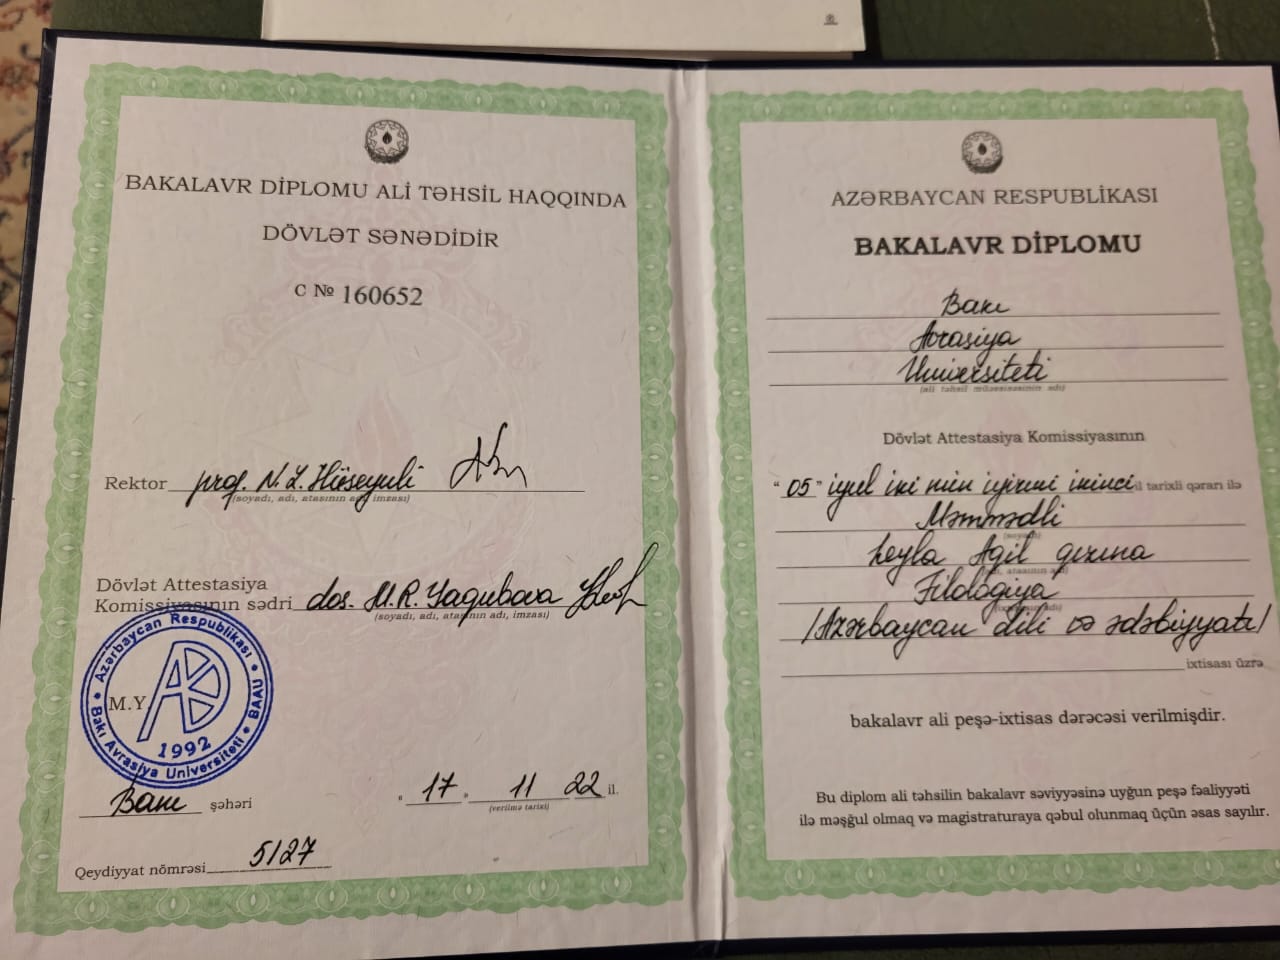 BAKALAVR DİPLOMU ALİ TƏHSİL HAQQINDA
DÖVLƏT SƏNƏDİDİR
C № 160652
Rektor prof. N.L. Hüseynli
(soyadı, adı, atasının adı, imzası)
Dövlət Attestasiya
Komissiyasının sədri dos. M.R. Yaqubova
(soyadı, adı, atasının adı, imzası)
Azərbaycan Respublikası
Bakı Avrasiya Universiteti • BAAU
1992
M.Y.
Bakı şəhəri
" 17 " 11 22 il.
(verilmə tarixi)
Qeydiyyat nömrəsi 5/27
AZƏRBAYCAN RESPUBLİKASI
BAKALAVR DİPLOMU
Bakı
Avrasiya
Universiteti
(ali təhsil müəssisəsinin adı)
Dövlət Attestasiya Komissiyasının
" 05 " iyul iki min iyirmi ikinci il tarixli qərarı ilə
Məmmədli
(soyadı)
Leyla Aqil qızına
atasının adı)
Filologiya
(ixtisasın
/Azərbaycan dili və ədəbiyyatı/
ixtisası üzrə
bakalavr ali peşə-ixtisas dərəcəsi verilmişdir.
Bu diplom ali təhsilin bakalavr səviyyəsinə uyğun peşə fəaliyyəti
ilə məşğul olmaq və magistraturaya qəbul olunmaq üçün əsas sayılır.